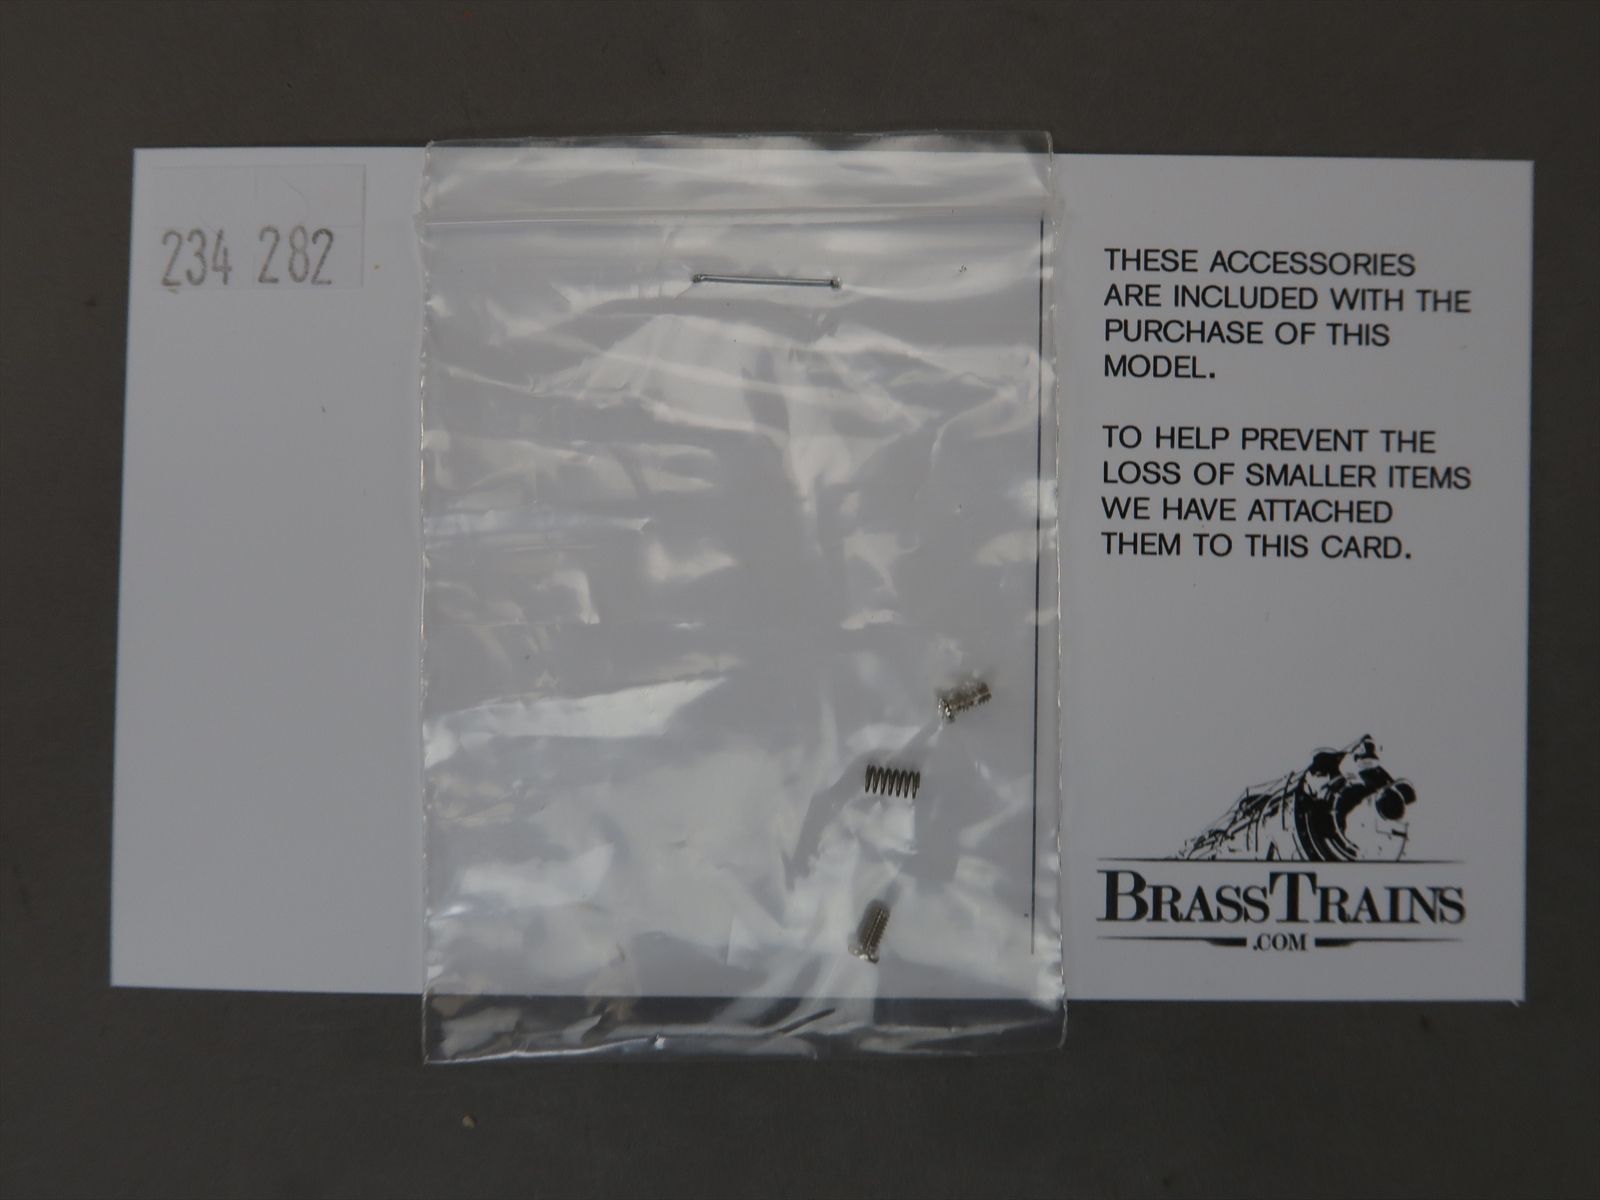 234 282
THESE ACCESSORIES
ARE INCLUDED WITH THE
PURCHASE OF THIS
MODEL.
TO HELP PREVENT THE
LOSS OF SMALLER ITEMS
WE HAVE ATTACHED
THEM TO THIS CARD.
BRASSTRAINS
.COM